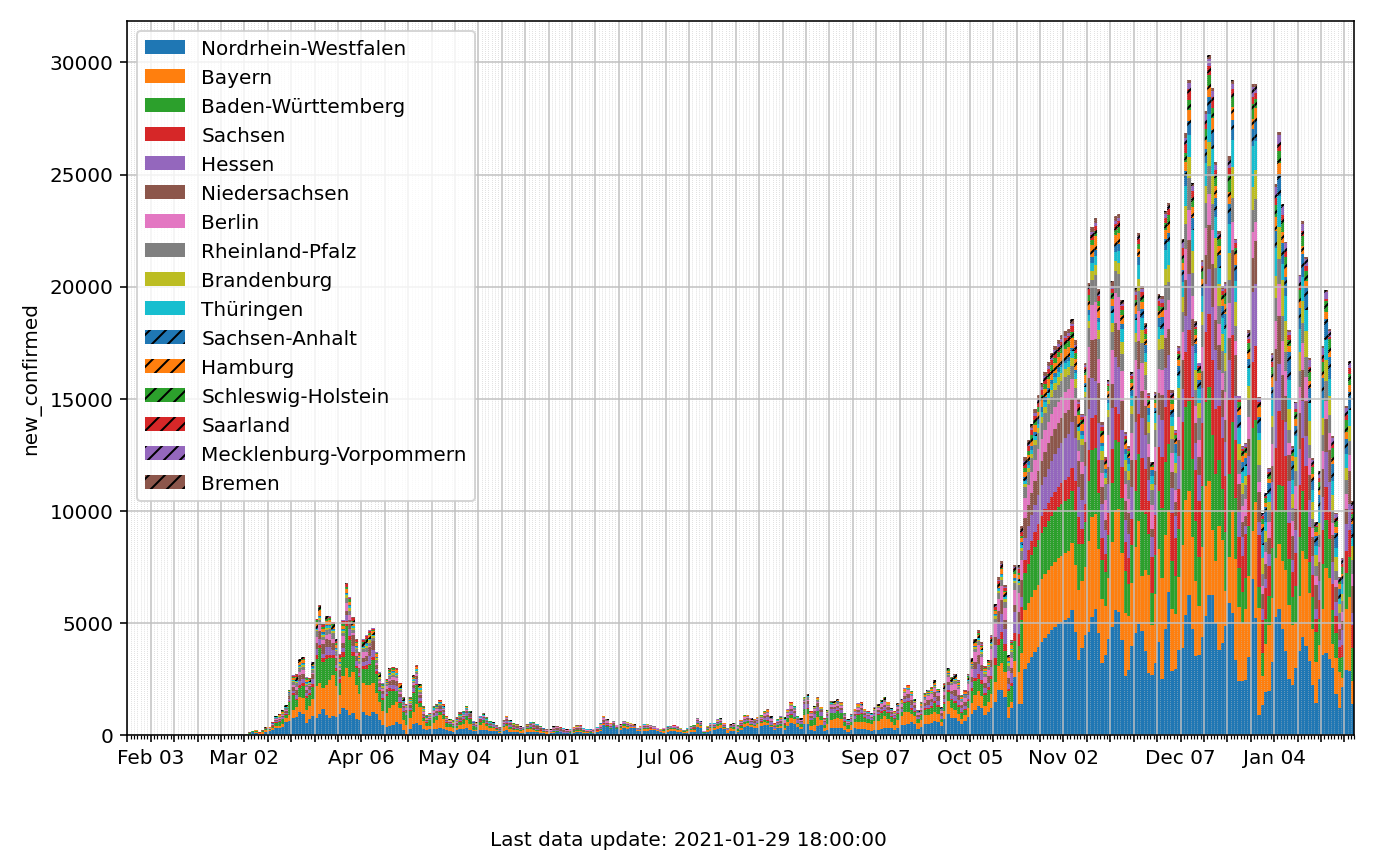 30000
25000
20000
15000
10000
5000
0
new_confirmed
Nordrhein-Westfalen
Bayern
Baden-Württemberg
Sachsen
Hessen
Niedersachsen
Berlin
Rheinland-Pfalz
Brandenburg
Thüringen
Sachsen-Anhalt
Hamburg
Schleswig-Holstein
Saarland
Mecklenburg-Vorpommern
Bremen
Feb 03 Mar 02 Apr 06 May 04 Jun 01 Jul 06 Aug 03 Sep 07 Oct 05 Nov 02 Dec 07 Jan 04
Last data update: 2021-01-29 18:00:00